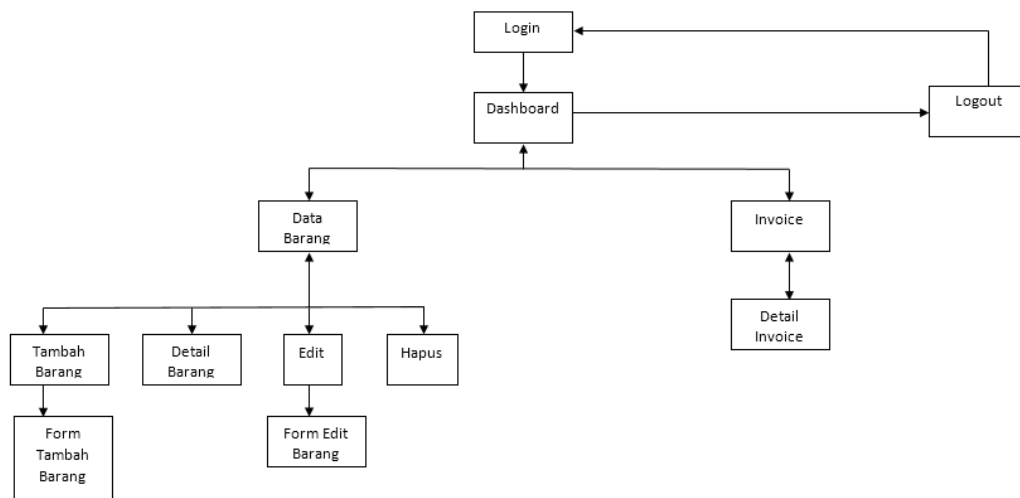 Login
Dashboard
Logout
Data
Barang
Invoice
Tambah
Barang
Detail
Barang
Edit
Hapus
Detail
Invoice
Form
Tambah
Barang
Form Edit
Barang